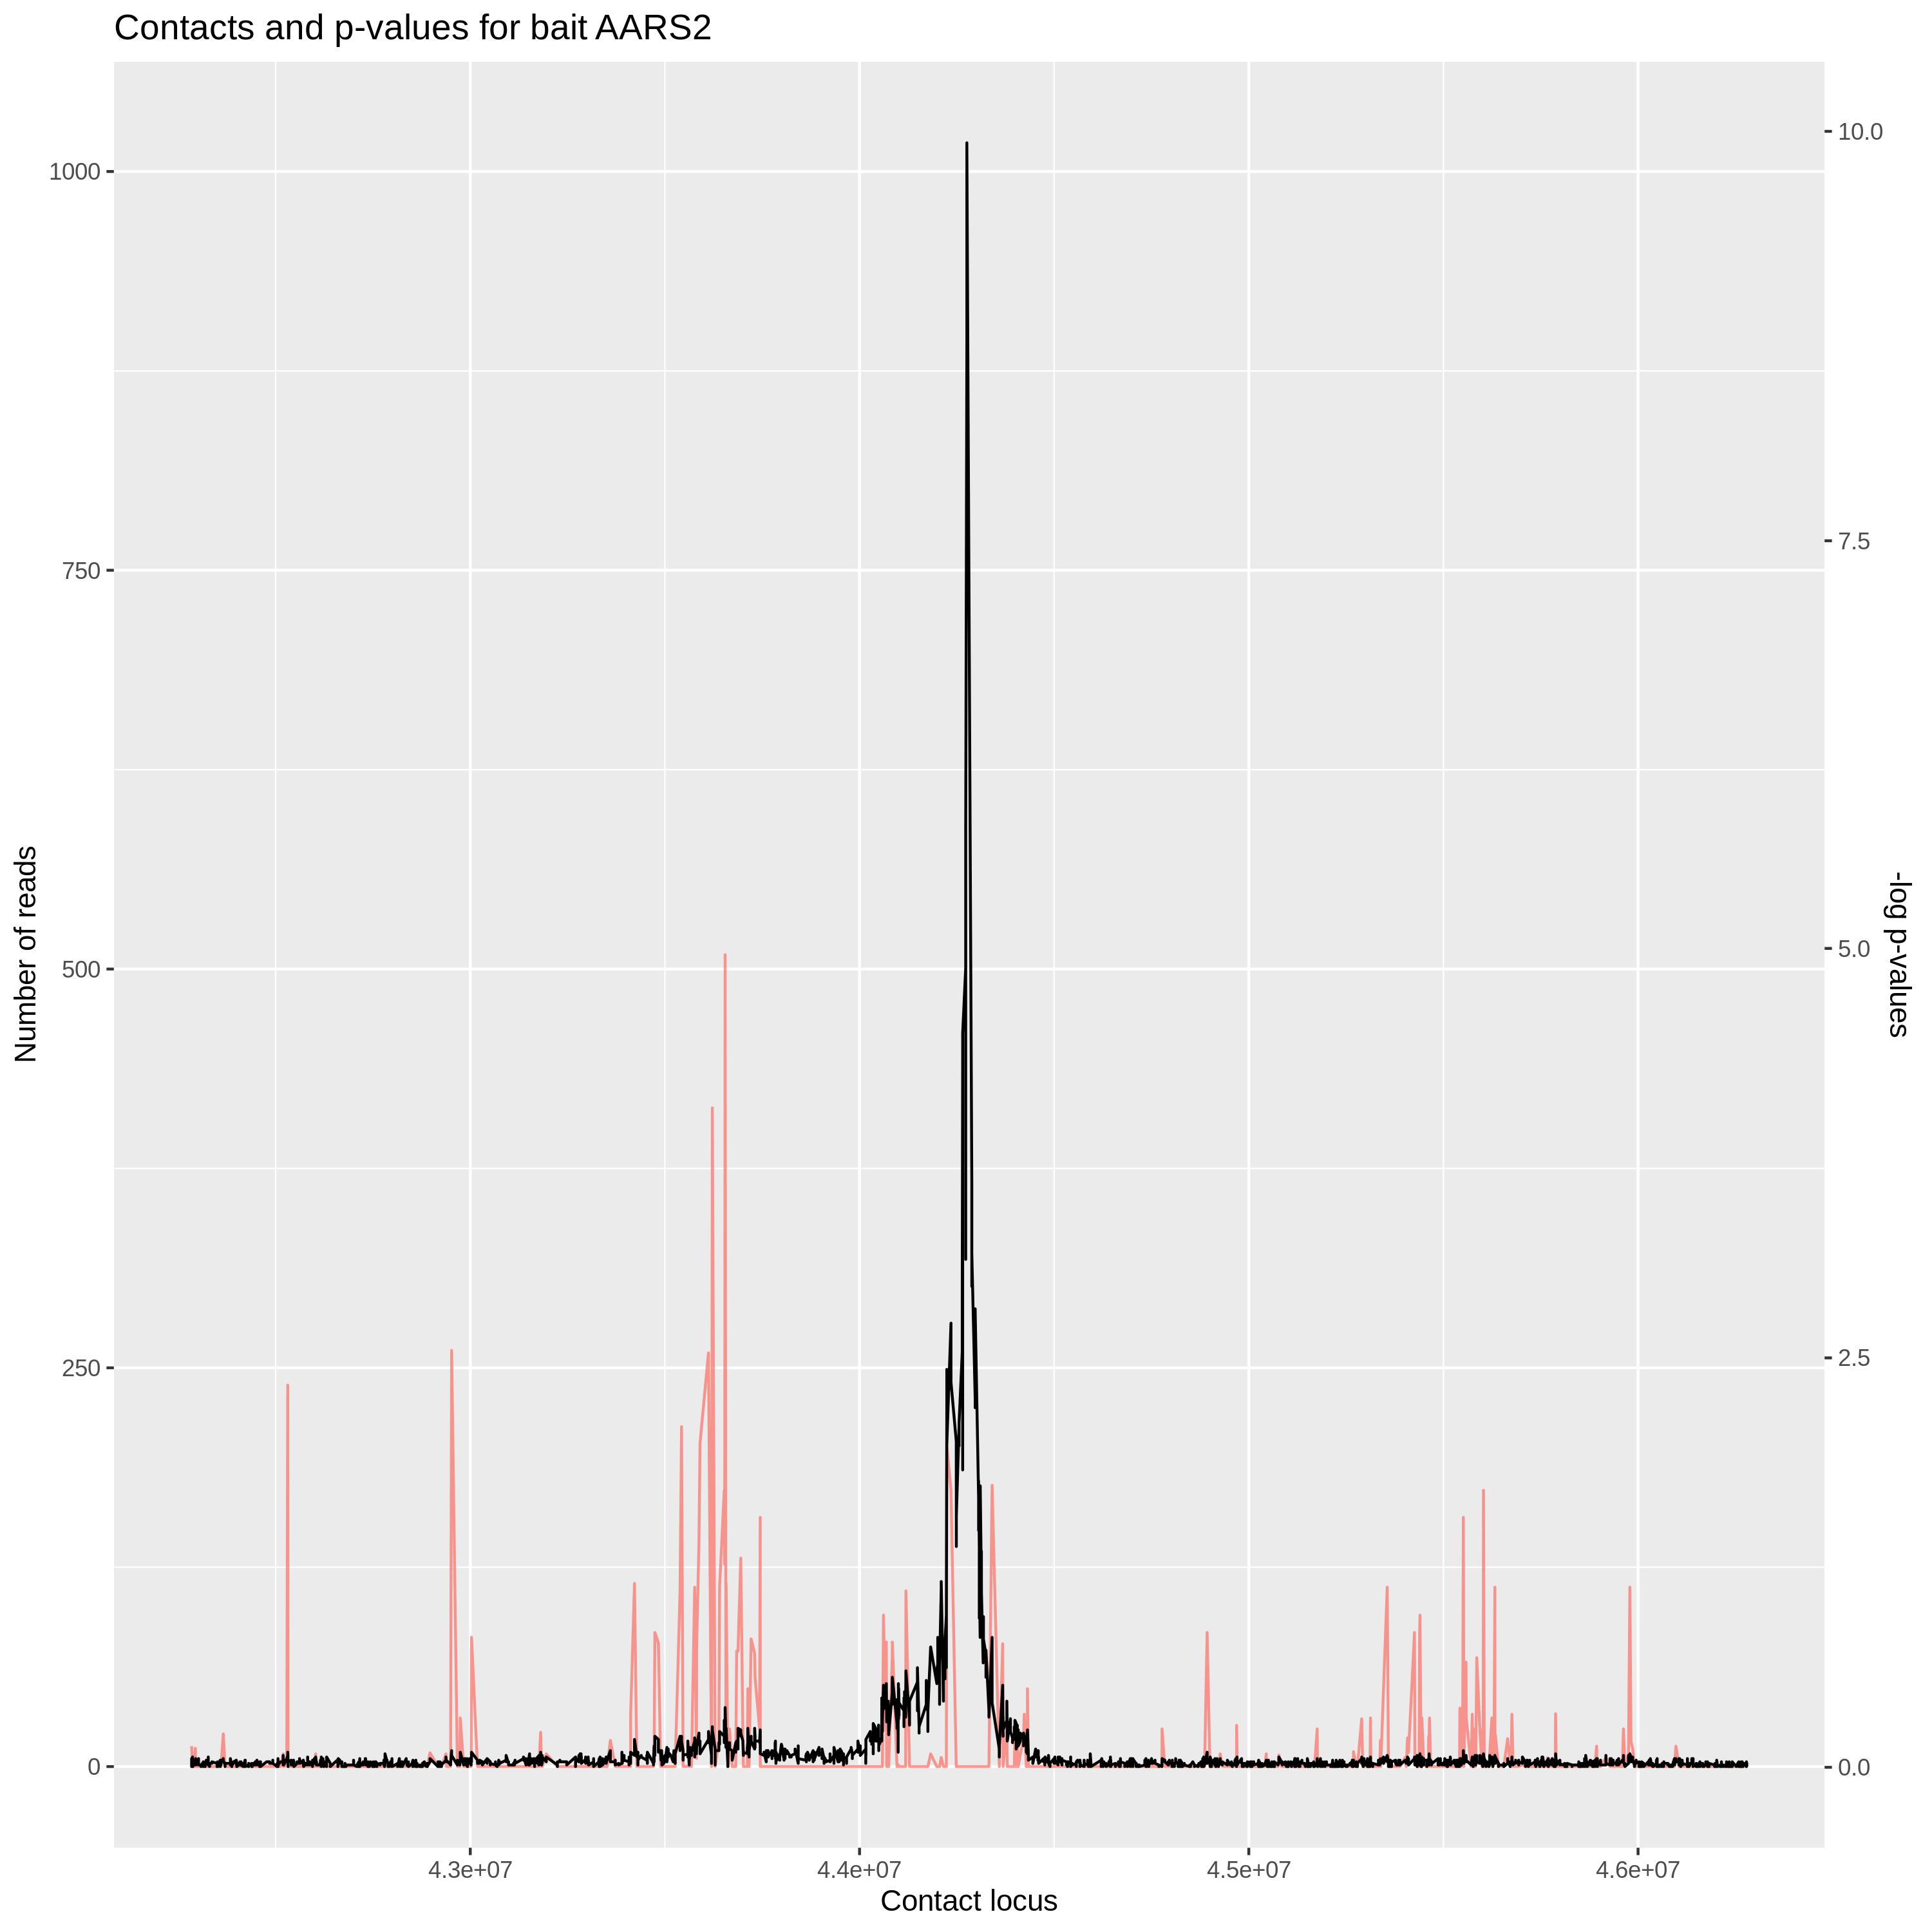 Contacts and p-values for bait AARS2
1000
750
500
250
0
10.0
7.5
5.0
2.5
0.0
Number of reads
-log p-values
4.3e+07
4.4e+07
4.5e+07
4.6e+07
Contact locus